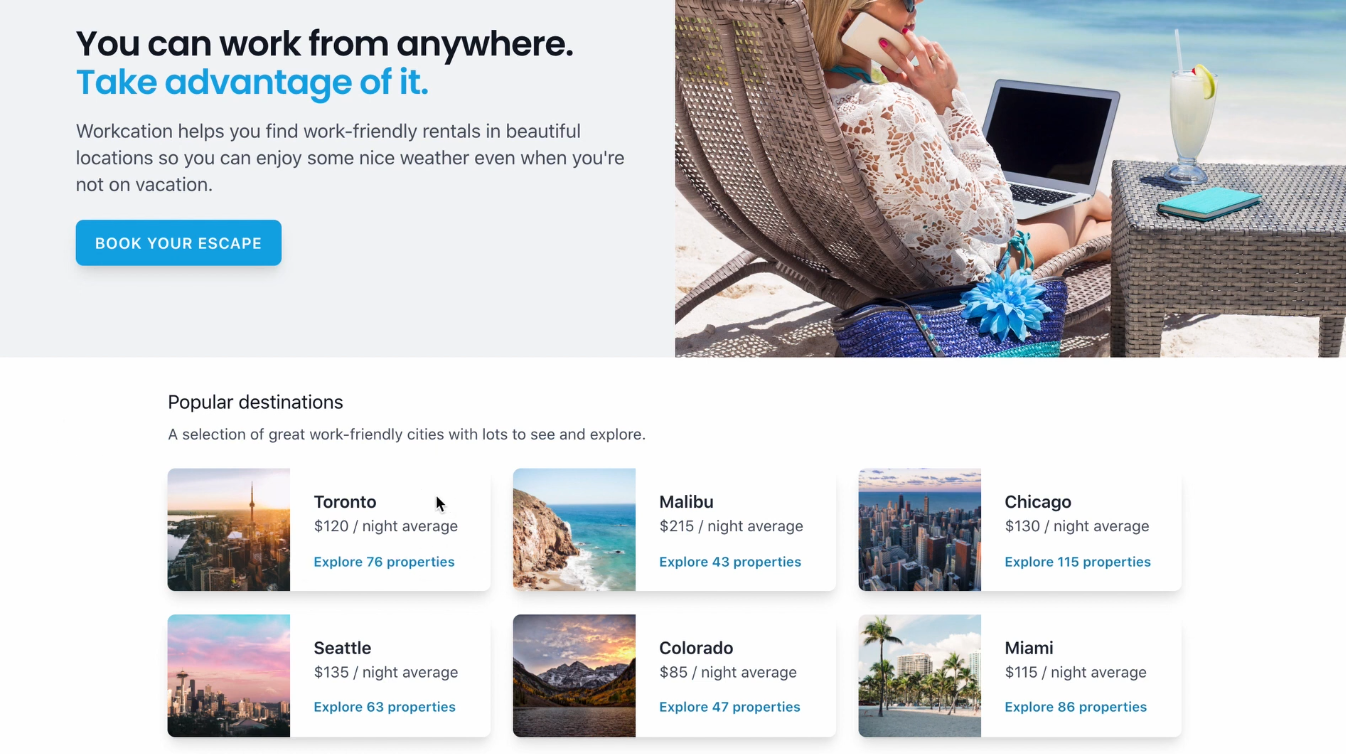 You can work from anywhere.
Take advantage of it.
Workcation helps you find work-friendly rentals in beautiful
locations so you can enjoy some nice weather even when you're
not on vacation.
BOOK YOUR ESCAPE
Popular destinations
A selection of great work-friendly cities with lots to see and explore.
Toronto
$120 / night average
Explore 76 properties
Malibu
$215 / night average
Explore 43 properties
Chicago
$130 / night average
Explore 115 properties
Seattle
$135 / night average
Explore 63 properties
Colorado
$85 / night average
Explore 47 properties
Miami
$115 / night average
Explore 86 properties